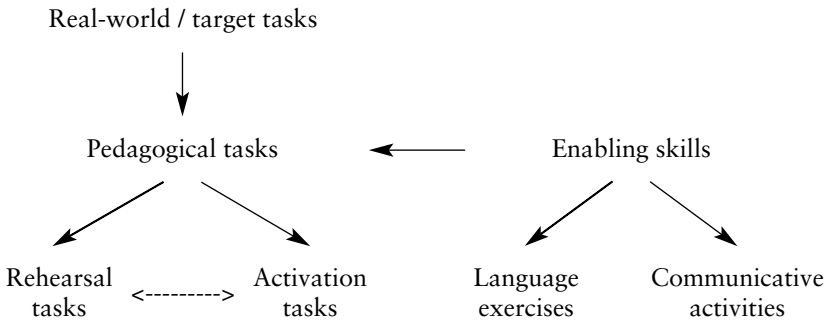 Real-world / target tasks
Pedagogical tasks
Enabling skills
Rehearsal
tasks
Activation
tasks
Language
exercises
Communicative
activities